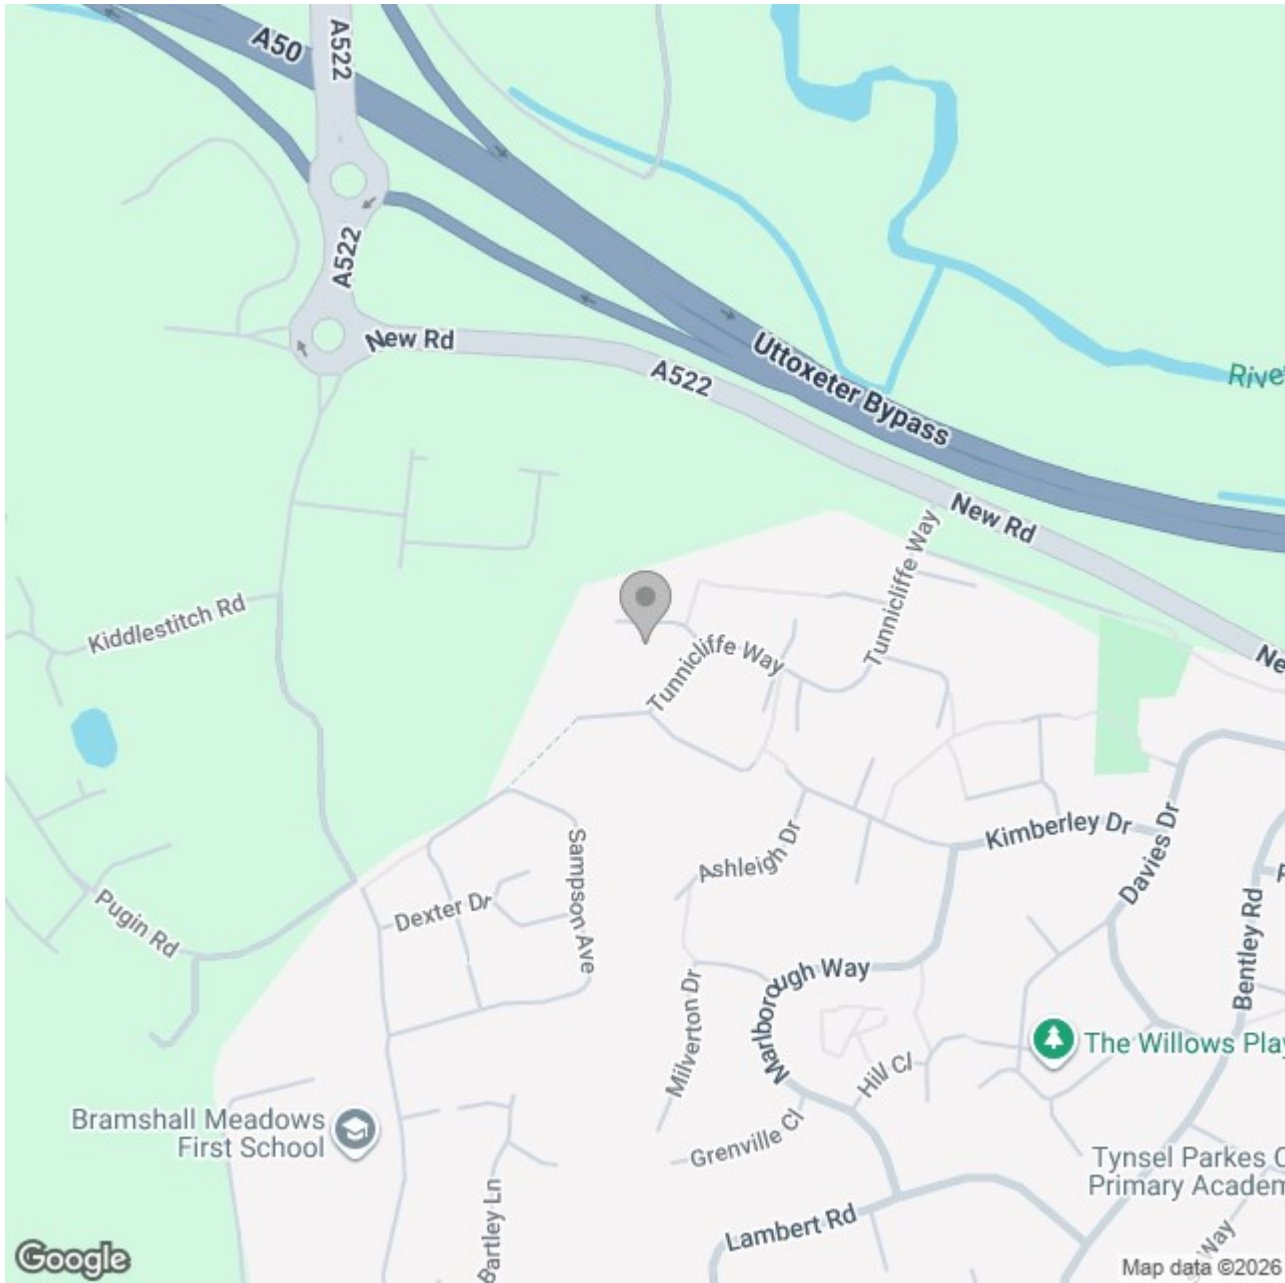 A50
A522
A522
New Rd
A522
Uttoxeter Bypass
River
New Rd
Tunnicliffe Way
Kiddlestitch Rd
Tunnicliffe Way
Kimberley Dr
Davies Dr
Ashleigh Dr
Sampson Ave
Dexter Dr
Pugin Rd
Bentley Rd
Marlborough Way
Milverton Dr
The Willows Play
Hill Cl
Bramshall Meadows
First School
Grenville Cl
Tynsel Parkes C
Primary Academ
Bartley Ln
Lambert Rd
Way
Google
Map data ©2026